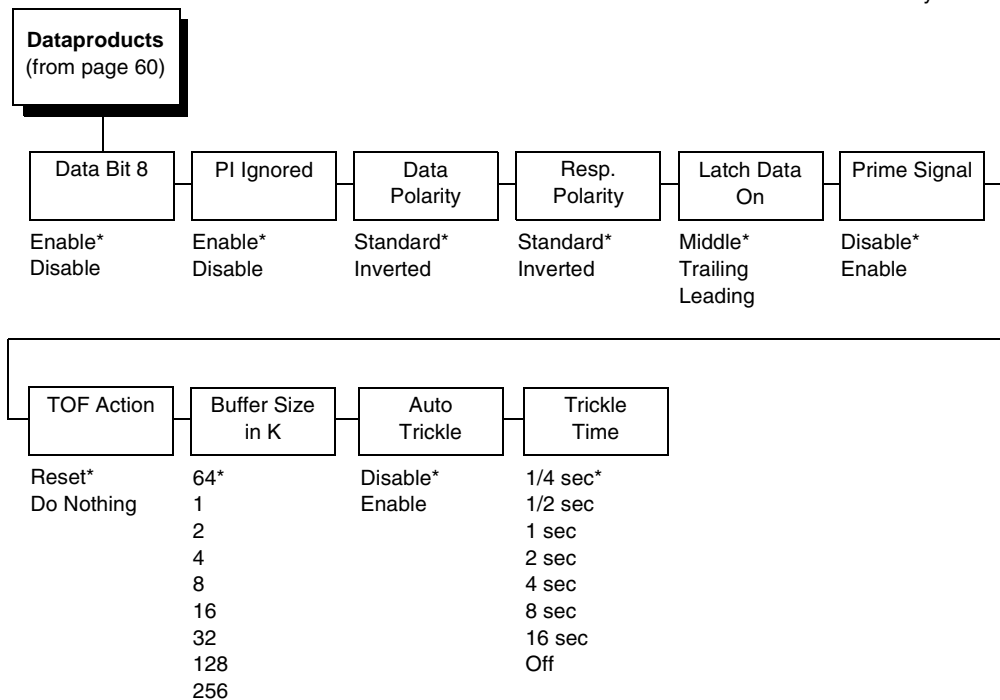 Dataproducts
(from page 60)
Data Bit 8
Enable*
Disable
PI Ignored
Enable*
Disable
Data
Polarity
Standard*
Inverted
Resp.
Polarity
Standard*
Inverted
Latch Data
On
Middle*
Trailing
Leading
Prime Signal
Disable*
Enable
TOF Action
Reset*
Do Nothing
Buffer Size
in K
64*
1
2
4
8
16
32
128
256
Auto
Trickle
Disable*
Enable
Trickle
Time
1/4 sec*
1/2 sec
1 sec
2 sec
4 sec
8 sec
16 sec
Off